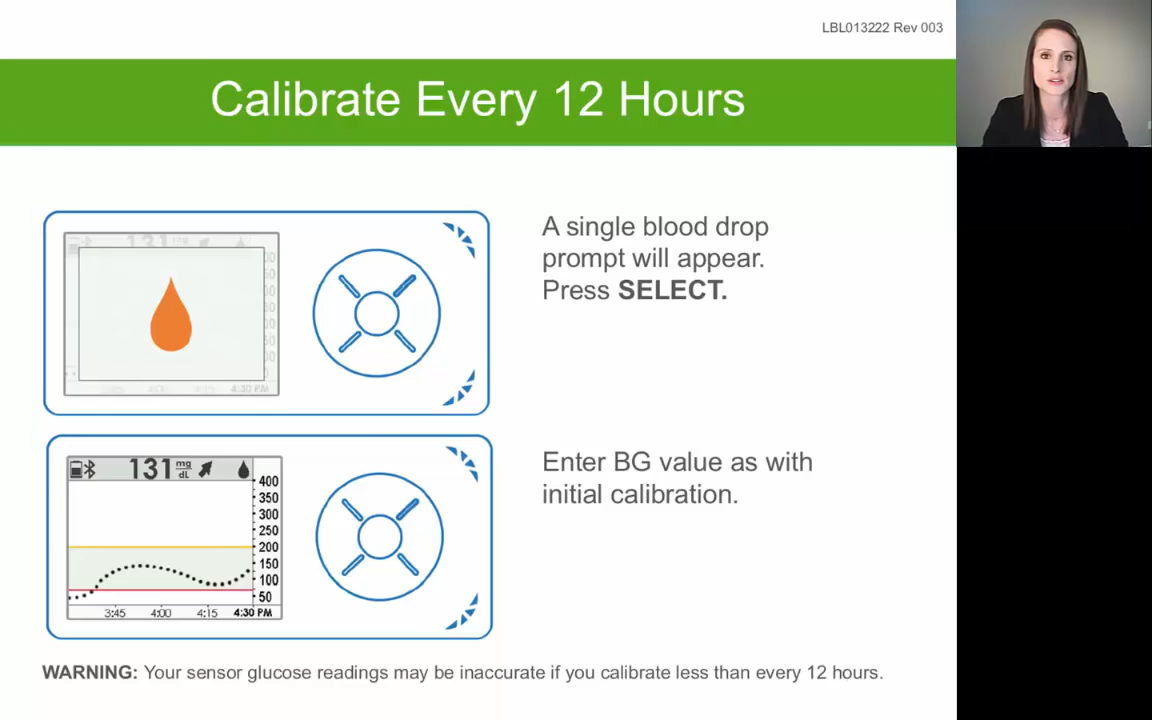 LBL013222 Rev 003
Calibrate Every 12 Hours
A single blood drop
prompt will appear.
Press SELECT.
4:30 PM
131 mg/dL
400
350
300
250
200
150
100
50
3:45 4:00 4:15 4:30 PM
Enter BG value as with
initial calibration.
WARNING: Your sensor glucose readings may be inaccurate if you calibrate less than every 12 hours.